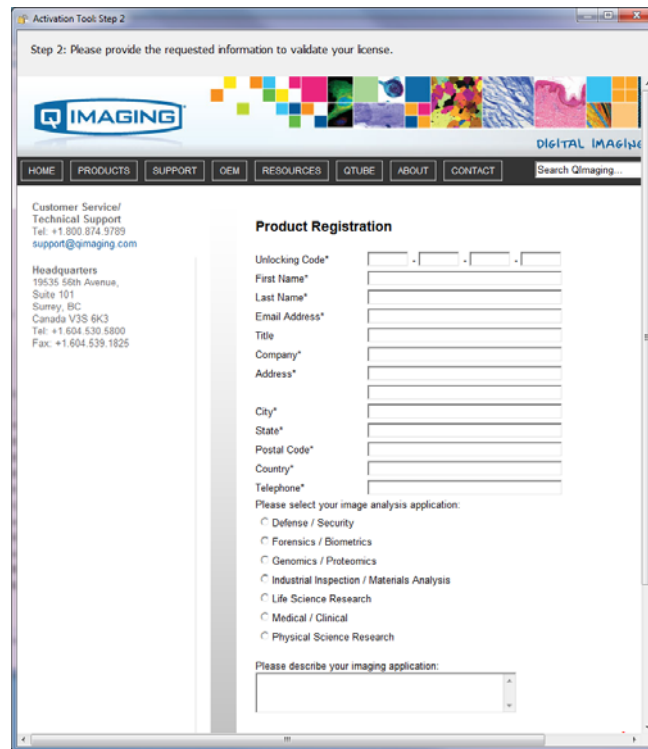 Activation Tool: Step 2
Step 2: Please provide the requested information to validate your license.
Q IMAGING
DIGITAL IMAGING
HOME PRODUCTS SUPPORT OEM RESOURCES QTUBE ABOUT CONTACT Search QImaging...
Customer Service/
Technical Support
Tel: +1.800.874.9789
support@qimaging.com
Headquarters
19535 56th Avenue,
Suite 101
Surrey, BC
Canada V3S 6K3
Tel: +1.604.530.5800
Fax: +1.604.539.1825
Product Registration
Unlocking Code* - - -
First Name*
Last Name*
Email Address*
Title
Company*
Address*
City*
State*
Postal Code*
Country*
Telephone*
Please select your image analysis application:
Defense / Security
Forensics / Biometrics
Genomics / Proteomics
Industrial Inspection / Materials Analysis
Life Science Research
Medical / Clinical
Physical Science Research
Please describe your imaging application: